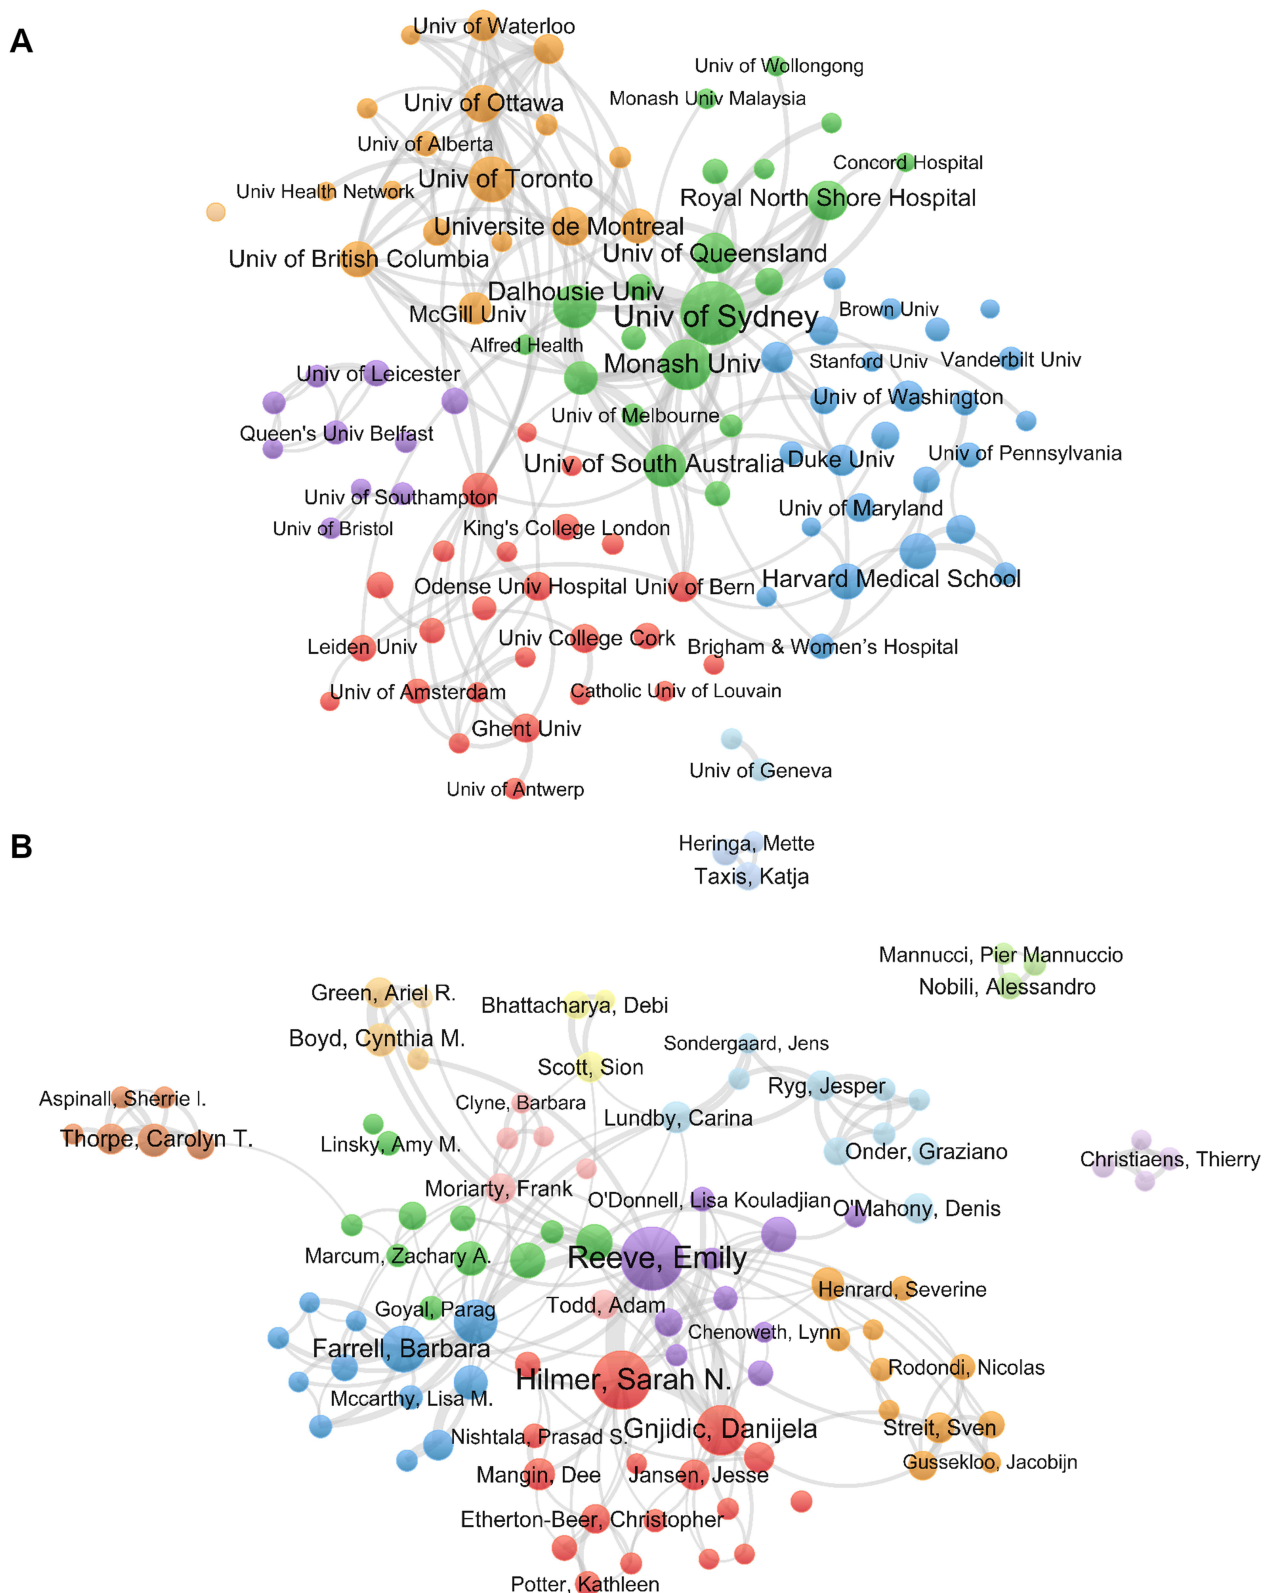 A
Univ of Waterloo
Univ of Wollongong
Monash Univ Malaysia
Univ of Ottawa
Univ of Alberta
Concord Hospital
Univ of Toronto
Univ Health Network
Royal North Shore Hospital
Universite de Montreal
Univ of Queensland
Univ of British Columbia
Dalhousie Univ
McGill Univ
Univ of Sydney
Brown Univ
Alfred Health
Monash Univ
Stanford Univ
Vanderbilt Univ
Univ of Leicester
Univ of Washington
Univ of Melbourne
Queen's Univ Belfast
Univ of South Australia
Duke Univ
Univ of Pennsylvania
Univ of Southampton
Univ of Maryland
Univ of Bristol
King's College London
Odense Univ Hospital
Univ of Bern
Harvard Medical School
Leiden Univ
Univ College Cork
Brigham & Women’s Hospital
Univ of Amsterdam
Catholic Univ of Louvain
Ghent Univ
Univ of Geneva
Univ of Antwerp
B
Heringa, Mette
Taxis, Katja
Mannucci, Pier Mannuccio
Nobili, Alessandro
Green, Ariel R.
Bhattacharya, Debi
Boyd, Cynthia M.
Sondergaard, Jens
Scott, Sion
Ryg, Jesper
Aspinall, Sherrie I.
Clyne, Barbara
Lundby, Carina
Thorpe, Carolyn T.
Linsky, Amy M.
Onder, Graziano
Christiaens, Thierry
Moriarty, Frank
O'Donnell, Lisa Kouladjian
O'Mahony, Denis
Marcum, Zachary A.
Reeve, Emily
Henrard, Severine
Goyal, Parag
Todd, Adam
Chenoweth, Lynn
Farrell, Barbara
Rodondi, Nicolas
Hilmer, Sarah N.
Mccarthy, Lisa M.
Gnjidic, Danijela
Streit, Sven
Nishtala, Prasad S.
Gussekloo, Jacobijn
Mangin, Dee
Jansen, Jesse
Etherton-Beer, Christopher
Potter, Kathleen